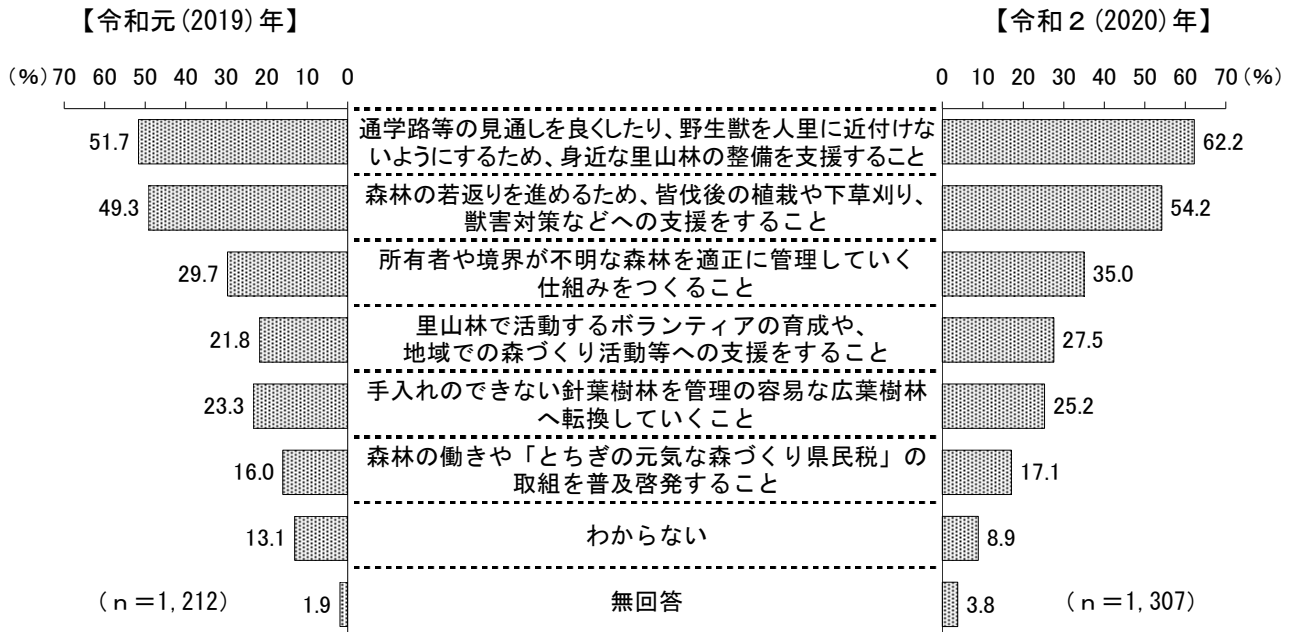 【令和元(2019)年】 【令和２(2020)年】
(%) 70 60 50 40 30 20 10 0 0 10 20 30 40 50 60 70 (%)
51.7 通学路等の見通しを良くしたり、野生獣を人里に近付けな
いようにするため、身近な里山林の整備を支援すること 62.2
49.3 森林の若返りを進めるため、皆伐後の植栽や下草刈り、
獣害対策などへの支援をすること 54.2
29.7 所有者や境界が不明な森林を適正に管理していく
仕組みをつくること 35.0
21.8 里山林で活動するボランティアの育成や、
地域での森づくり活動等への支援をすること 27.5
23.3 手入れのできない針葉樹林を管理の容易な広葉樹林
へ転換していくこと 25.2
16.0 森林の働きや「とちぎの元気な森づくり県民税」の
取組を普及啓発すること 17.1
13.1 わからない 8.9
(ｎ＝1,212) 1.9 無回答 3.8 (ｎ＝1,307)